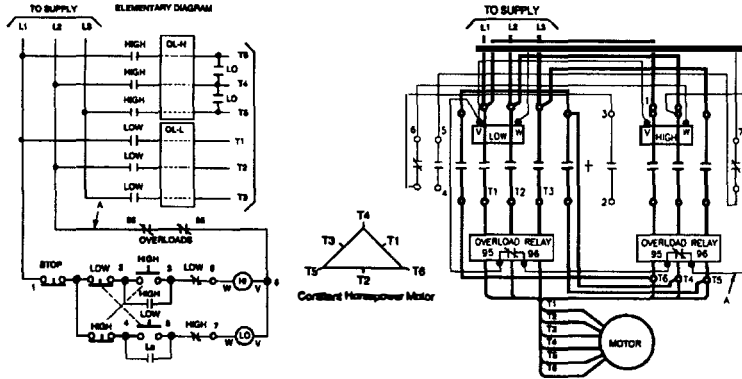 TO SUPPLY
ELEMENTARY DIAGRAM
L1 L2 L3
HIGH OL-H T6
LO
HIGH T4
LO
HIGH T5
LOW OL-L T1
LOW T2
LOW T3
A
OVERLOADS
STOP
1
LOW 2 HIGH 3 LOW 6 W HI V
HIGH
LOW
HIGH 4 5 HIGH 7 W LO V
Lo
T4
T3 T1
T5 T2 T6
Constant Horsepower Motor
TO SUPPLY
L1 L2 L3
6 5 V LOW W 3 1 V HIGH W 7
4 T1 T2 T3 2
OVERLOAD RELAY
95 96
OVERLOAD RELAY
95 96
T6 T4 T5
A
T1
T2
T3
T4
T5
T6
MOTOR